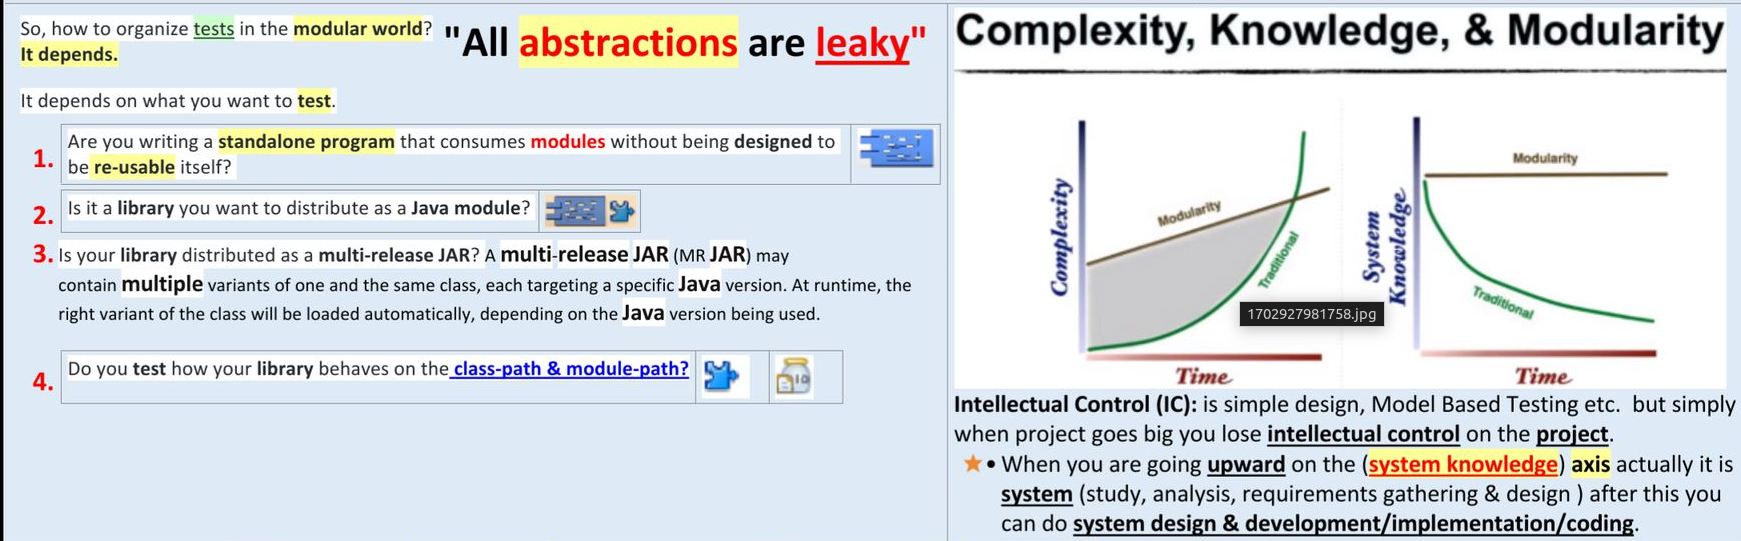 So, how to organize tests in the modular world?
It depends.
"All abstractions are leaky"
It depends on what you want to test.
1. Are you writing a standalone program that consumes modules without being designed to
be re-usable itself?
2. Is it a library you want to distribute as a Java module?
3. Is your library distributed as a multi-release JAR? A multi-release JAR (MR JAR) may
contain multiple variants of one and the same class, each targeting a specific Java version. At runtime, the
right variant of the class will be loaded automatically, depending on the Java version being used.
4. Do you test how your library behaves on the class-path & module-path?
Complexity, Knowledge, & Modularity
Complexity
Modularity
Traditional
Time
System
Knowledge
Modularity
Traditional
Time
1702927981758.jpg
Intellectual Control (IC): is simple design, Model Based Testing etc. but simply
when project goes big you lose intellectual control on the project.
• When you are going upward on the (system knowledge) axis actually it is
system (study, analysis, requirements gathering & design ) after this you
can do system design & development/implementation/coding.